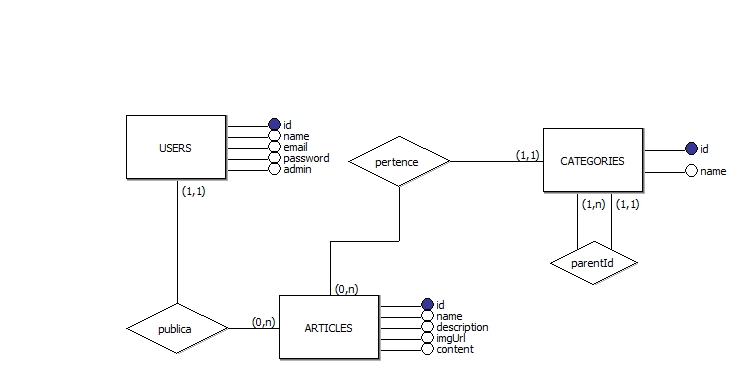 USERS
id
name
email
password
admin
(1,1)
pertence
(1,1)
CATEGORIES
id
name
(1,n)
(1,1)
parentId
(0,n)
publica
(0,n)
ARTICLES
id
name
description
imgUrl
content